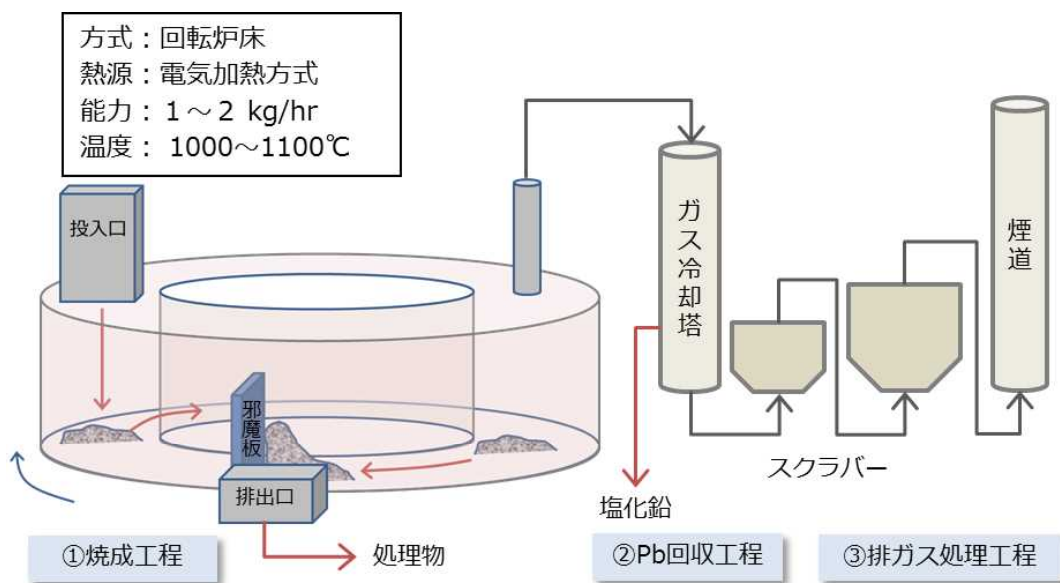 方式：回転炉床
熱源：電気加熱方式
能力：1～2 kg/hr
温度： 1000～1100℃
投入口
ガス冷却塔
煙道
邪魔板
排出口
スクラバー
塩化鉛
処理物
①焼成工程
②Pb回収工程
③排ガス処理工程